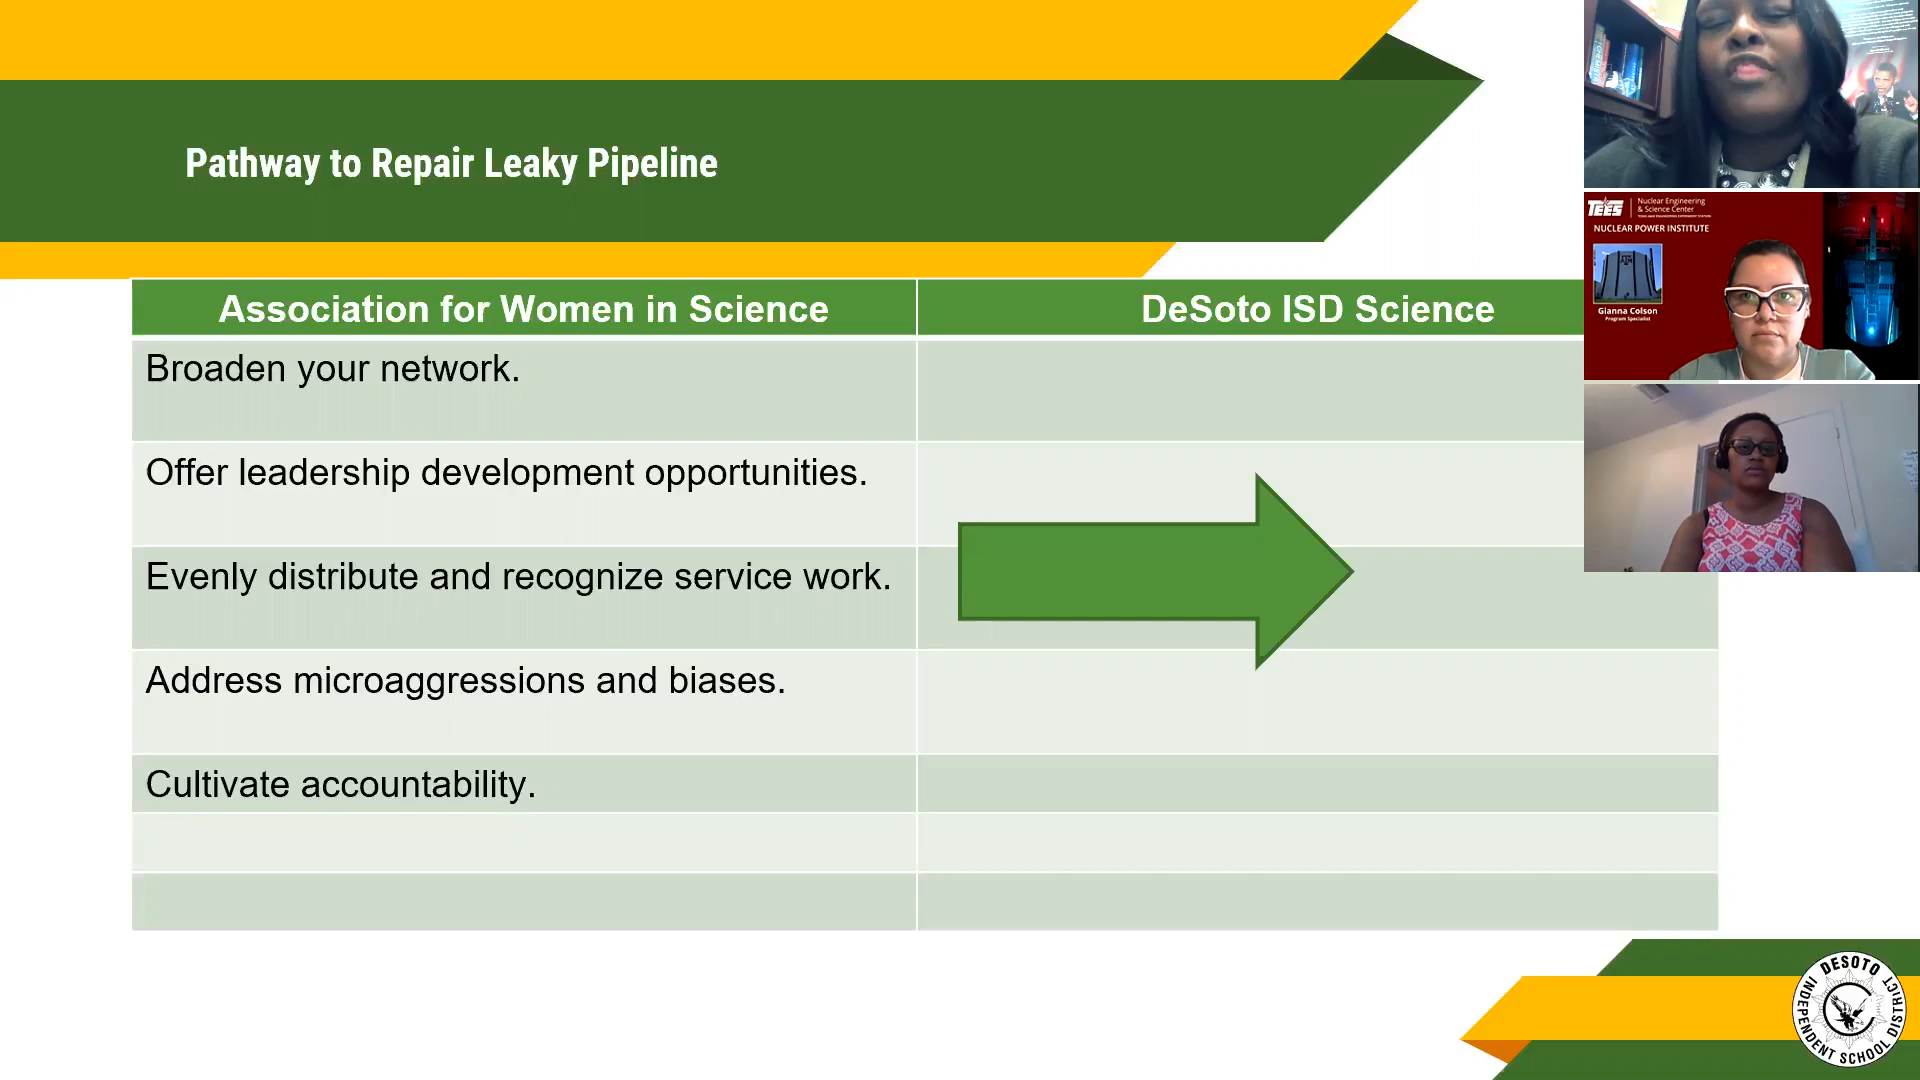 Pathway to Repair Leaky Pipeline
Association for Women in Science
DeSoto ISD Science
Broaden your network.
Offer leadership development opportunities.
Evenly distribute and recognize service work.
Address microaggressions and biases.
Cultivate accountability.
TEES
Nuclear Engineering
& Science Center
NUCLEAR POWER INSTITUTE
Gianna Colson
Program Specialist
DESOTO
INDEPENDENT SCHOOL DISTRICT